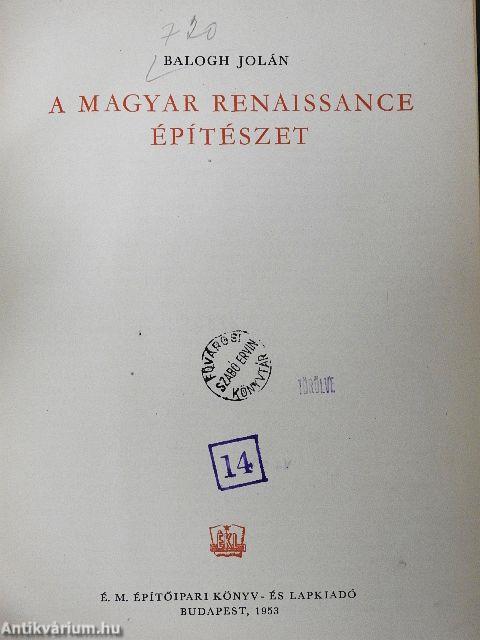 720
BALOGH JOLÁN
A MAGYAR RENAISSANCE
ÉPÍTÉSZET
FŐVÁROSI
SZABÓ ERVIN
KÖNYVTÁR
TÖRÖLVE
14
ÉKL
É. M. ÉPÍTŐIPARI KÖNYV- ÉS LAPKIADÓ
BUDAPEST, 1953
Antikvárium.hu